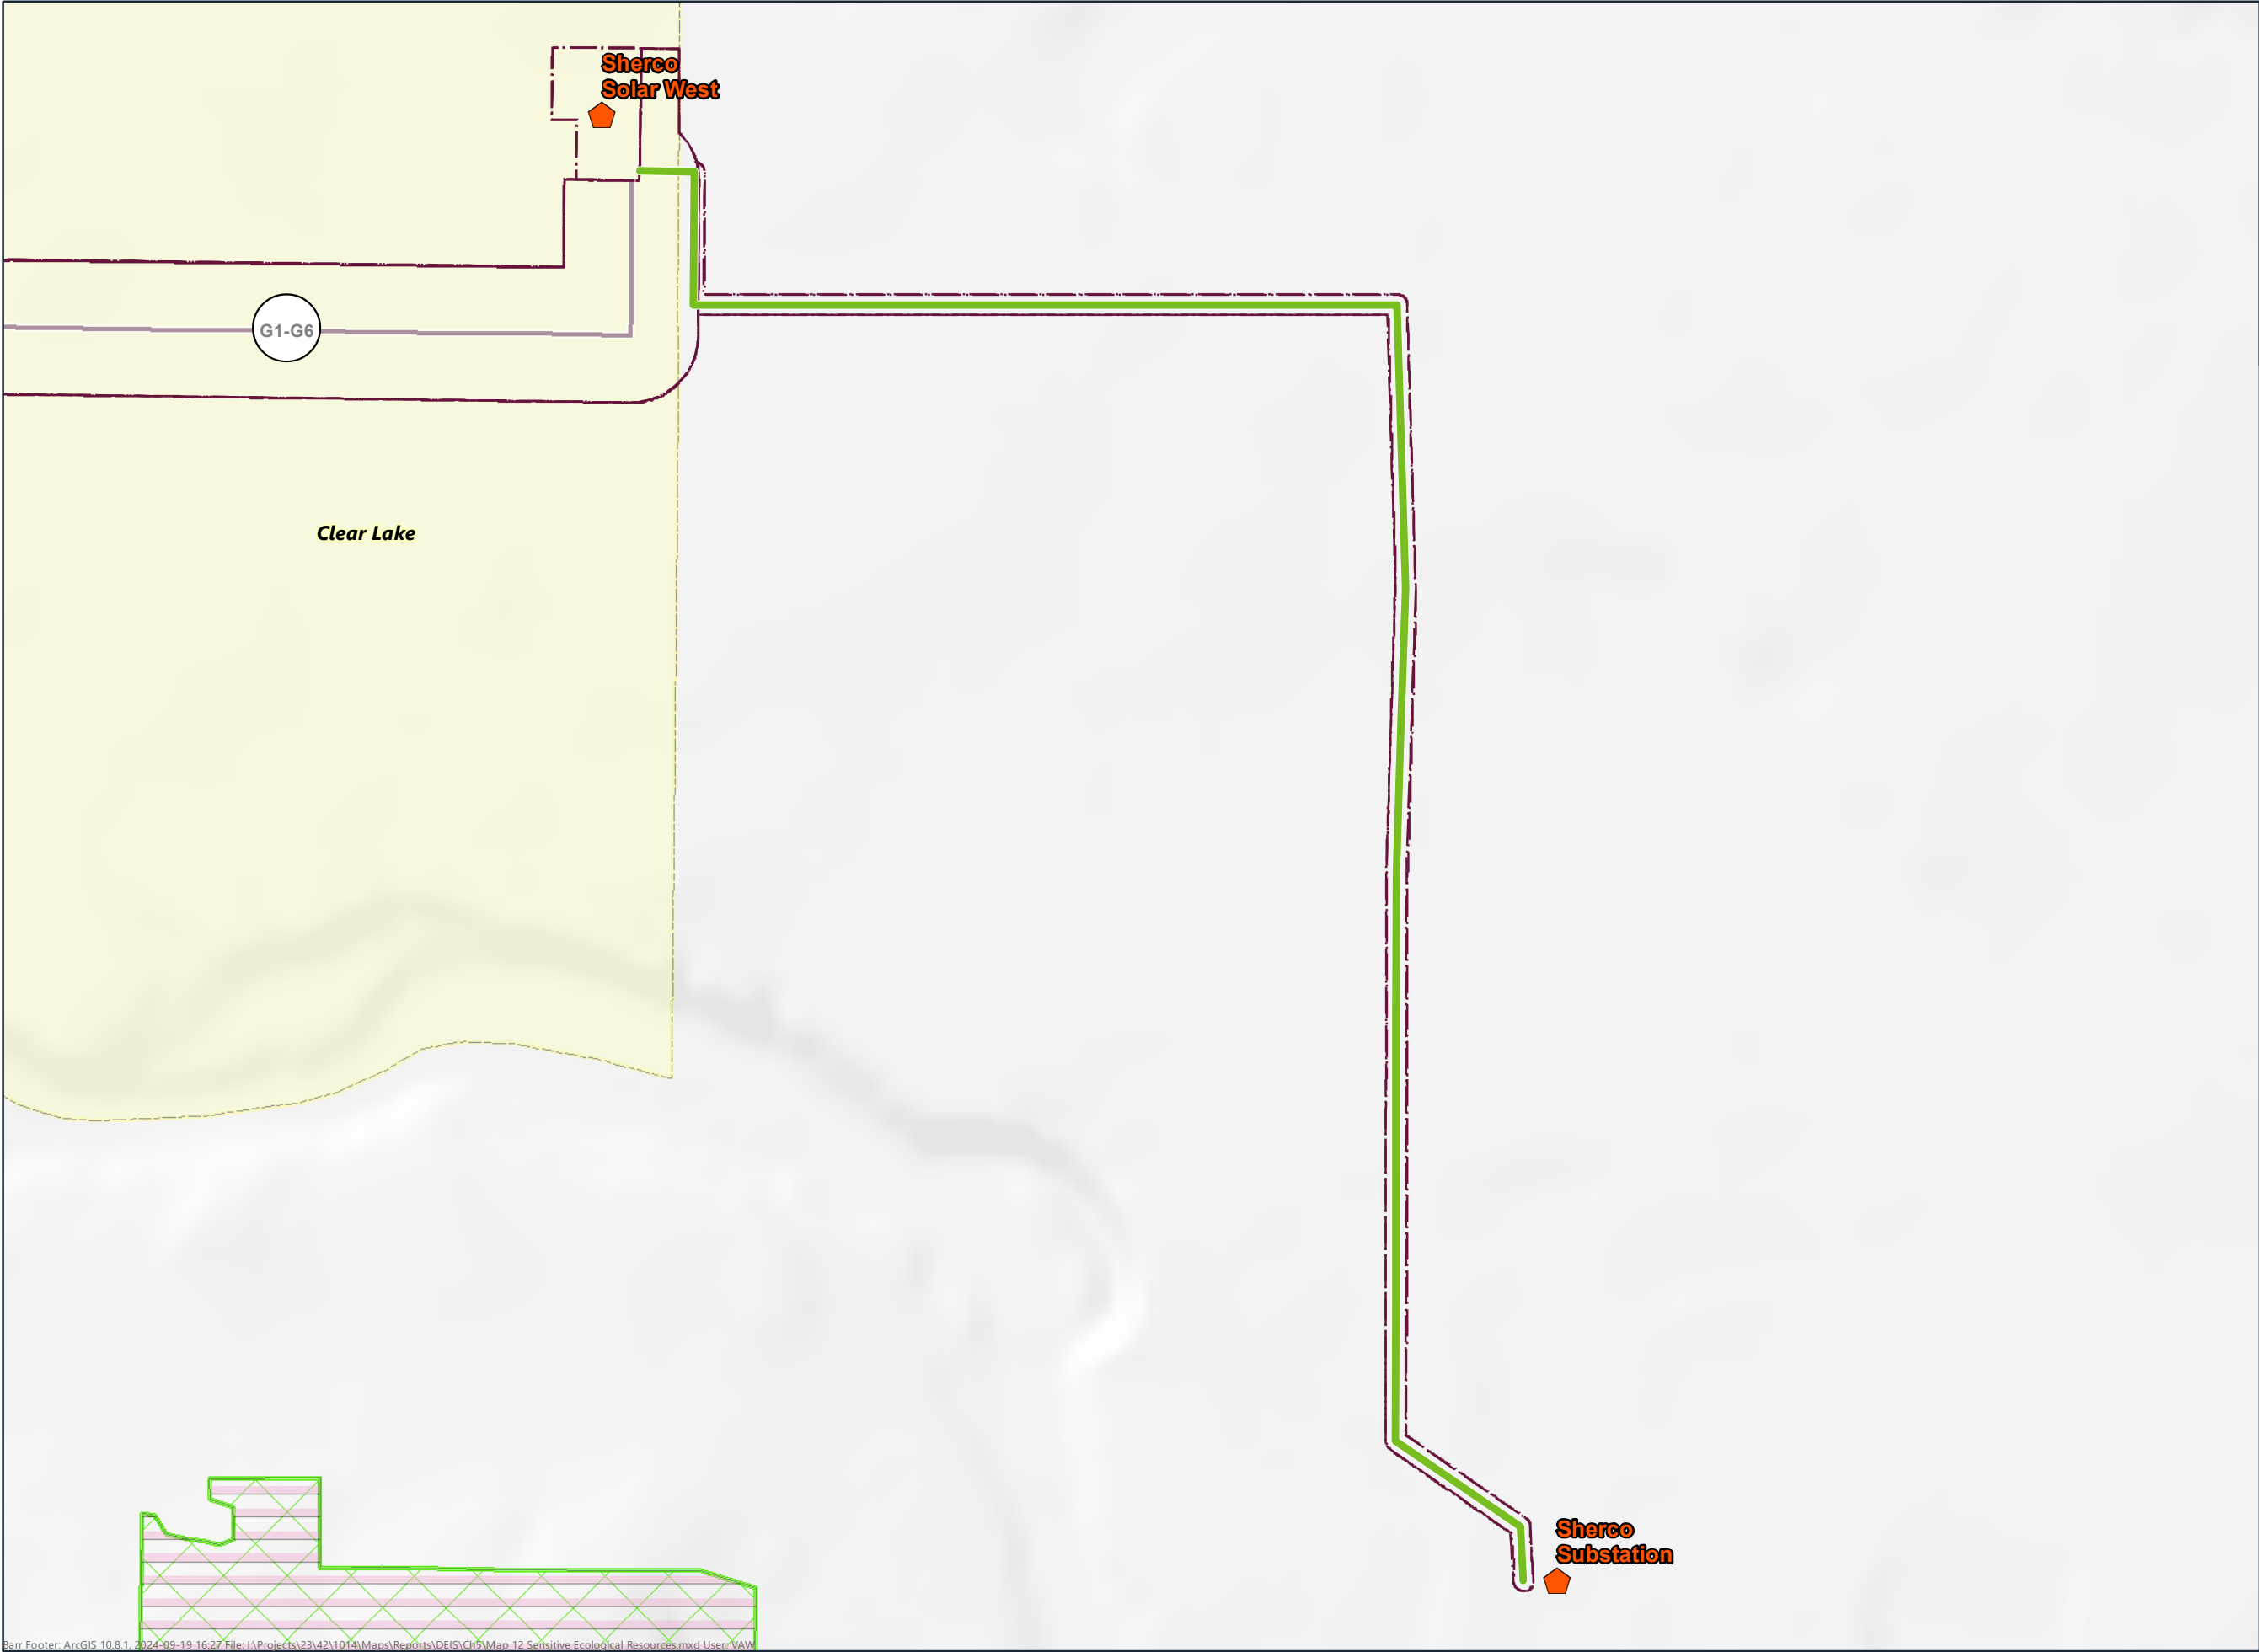 Sherco
Solar West
G1-G6
Clear Lake
Sherco
Substation
Barr Footer: ArcGIS 10.8.1, 2024-09-19 16:27 File: I:\Projects\23\42\1014\Maps\Reports\DEIS\Ch5\Map 12 Sensitive Ecological Resources.mxd User: VAW